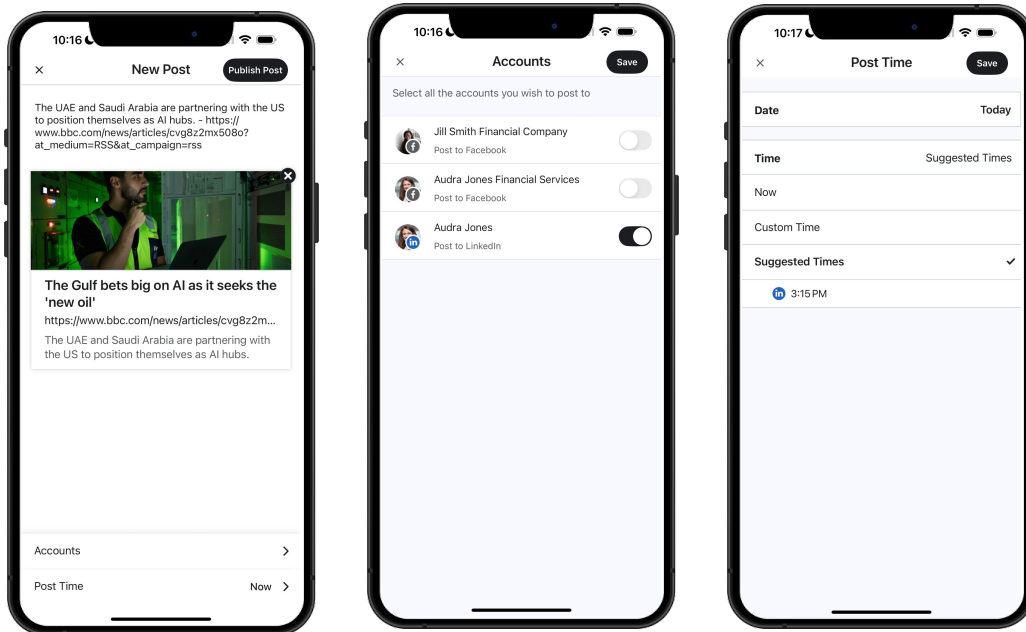 10:16
New Post
Publish Post
The UAE and Saudi Arabia are partnering with the US
to position themselves as AI hubs. - https://
www.bbc.com/news/articles/cvg8z2mx508o?
at_medium=RSS&at_campaign=rss
The Gulf bets big on AI as it seeks the
'new oil'
https://www.bbc.com/news/articles/cvg8z2m...
The UAE and Saudi Arabia are partnering with
the US to position themselves as AI hubs.
Accounts
Post Time Now
10:16
Accounts
Save
Select all the accounts you wish to post to
Jill Smith Financial Company
Post to Facebook
Audra Jones Financial Services
Post to Facebook
Audra Jones
in
Post to LinkedIn
10:17
Post Time
Save
Date Today
Time Suggested Times
Now
Custom Time
Suggested Times
in 3:15 PM